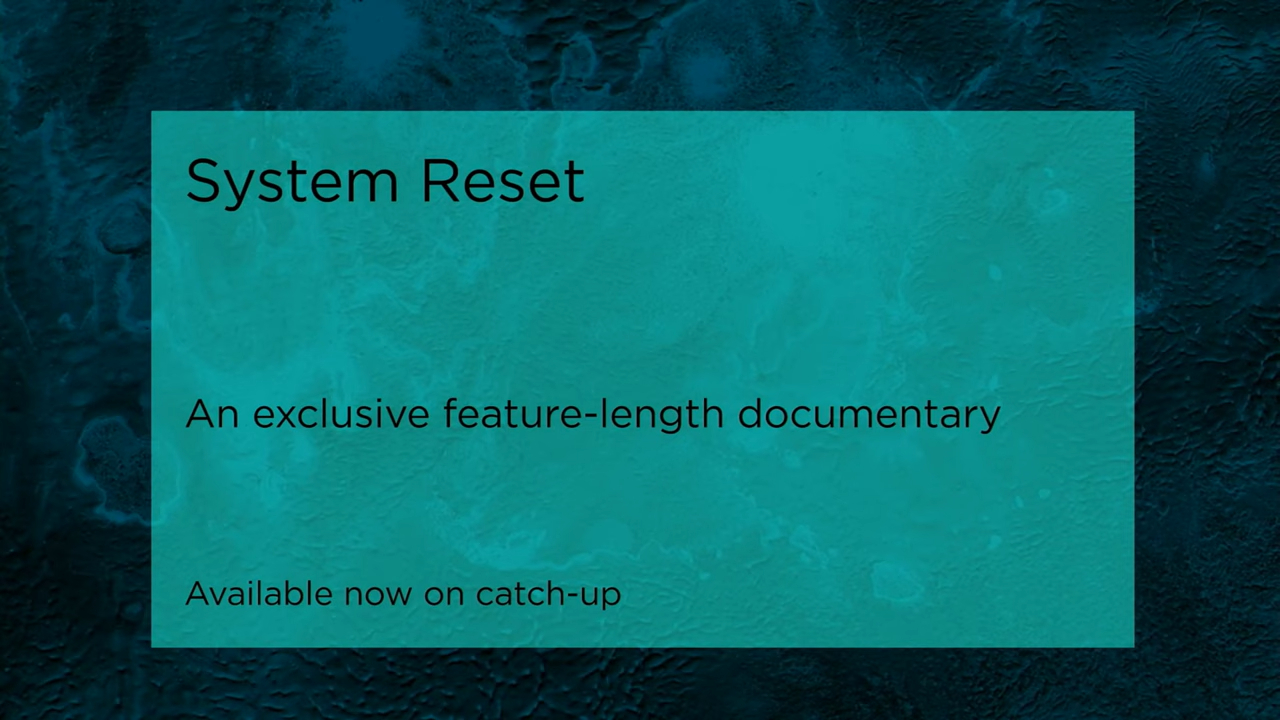 System Reset
An exclusive feature-length documentary
Available now on catch-up